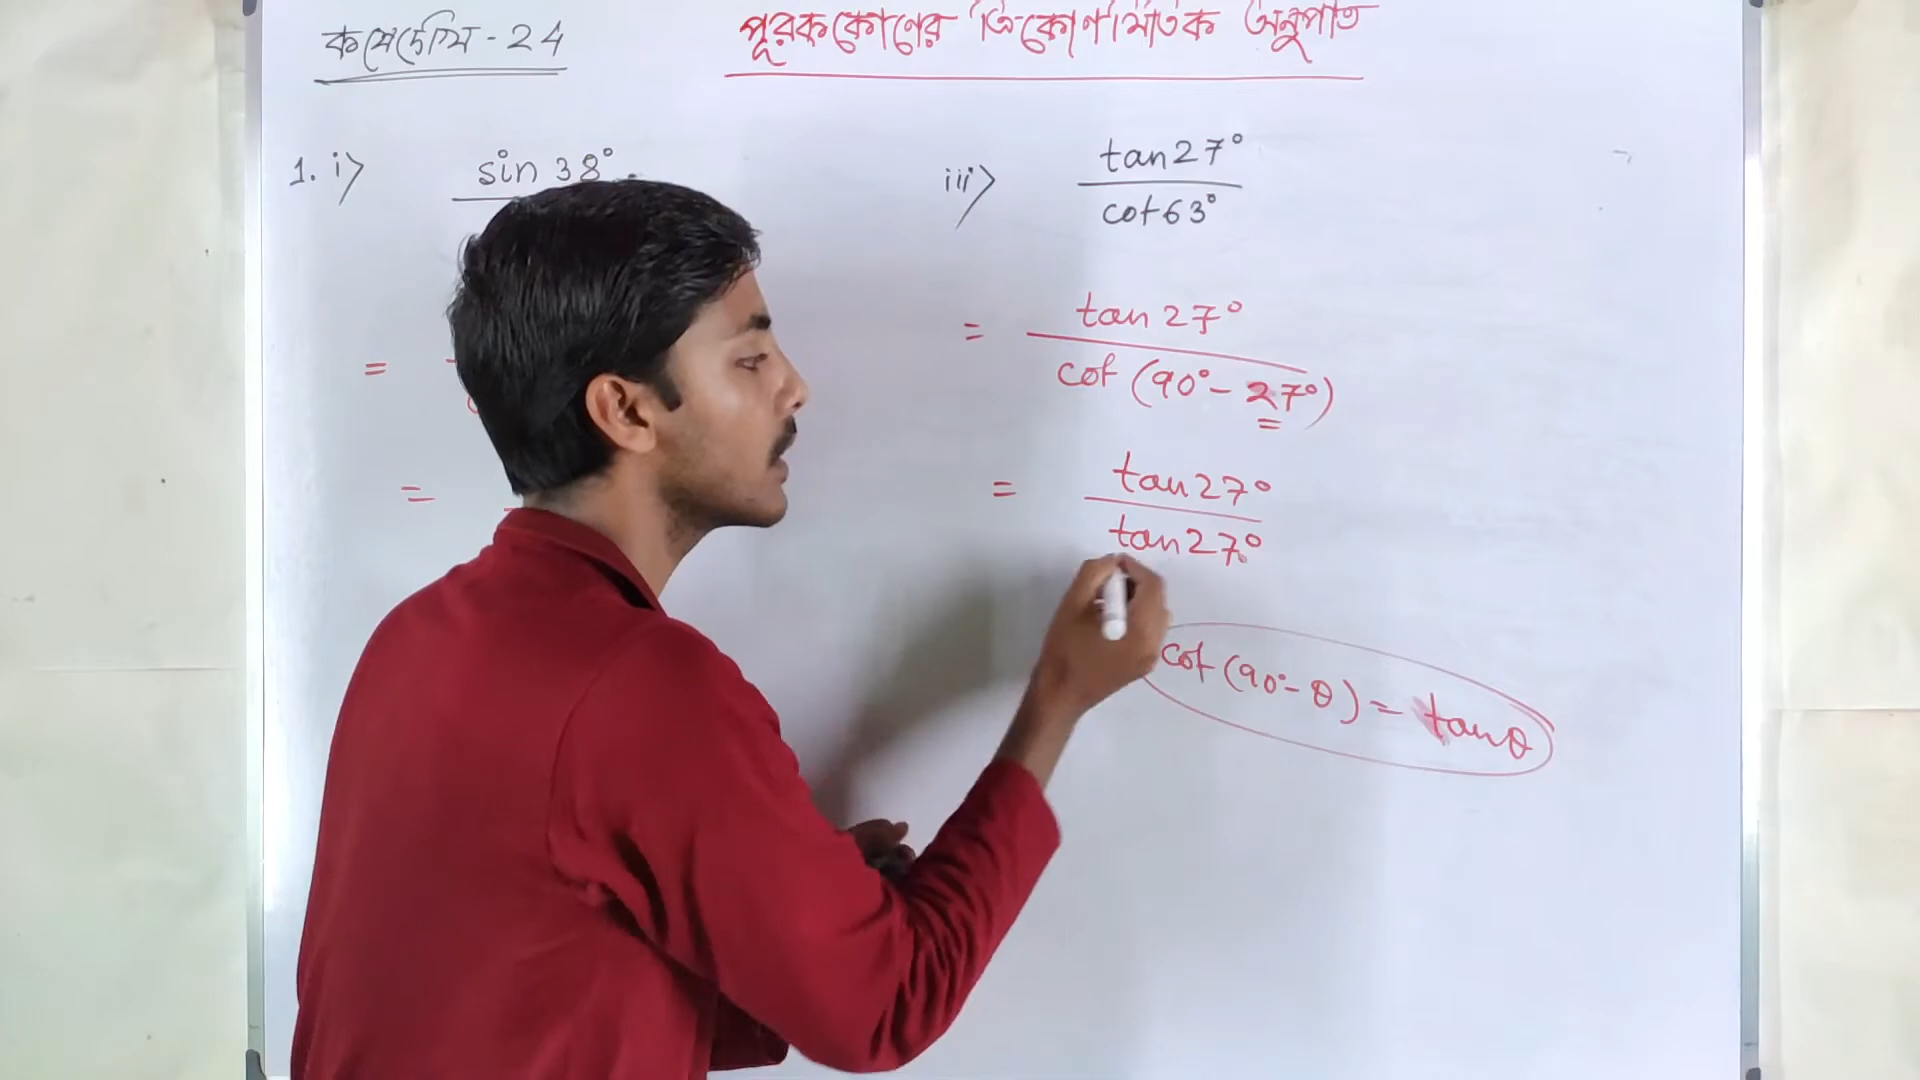 কষেদেখি - 24
পূরককোণের ত্রিকোণমিতিক অনুপাত
1. i) sin 38°
=
=
iii) tan27°
cot63°
= tan 27°
cot (90° - 27°)
= tan27°
tan27°
cot (90° - θ) = tanθ